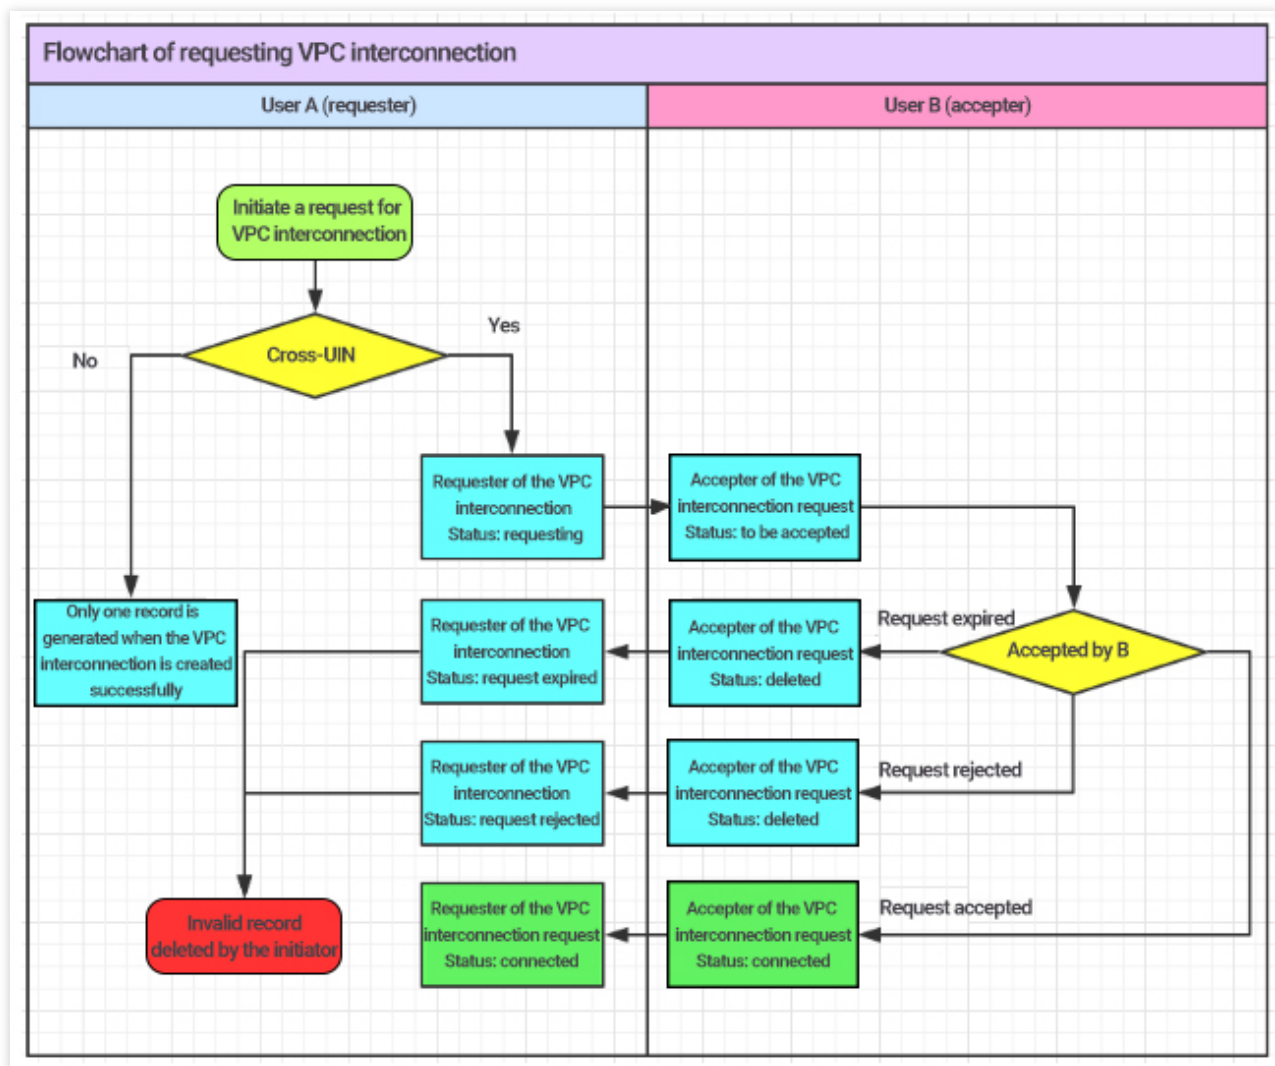 Flowchart of requesting VPC interconnection
User A (requester)
User B (accepter)
Initiate a request for
VPC interconnection
Cross-UIN
Yes
No
Requester of the VPC
interconnection
Status: requesting
Accepter of the VPC
interconnection request
Status: to be accepted
Only one record is
generated when the VPC
interconnection is created
successfully
Requester of the VPC
interconnection
Status: request expired
Accepter of the VPC
interconnection request
Status: deleted
Request expired
Accepted by B
Requester of the VPC
interconnection
Status: request rejected
Accepter of the VPC
interconnection request
Status: deleted
Request rejected
Invalid record
deleted by the initiator
Requester of the VPC
interconnection request
Status: connected
Accepter of the VPC
interconnection request
Status: connected
Request accepted